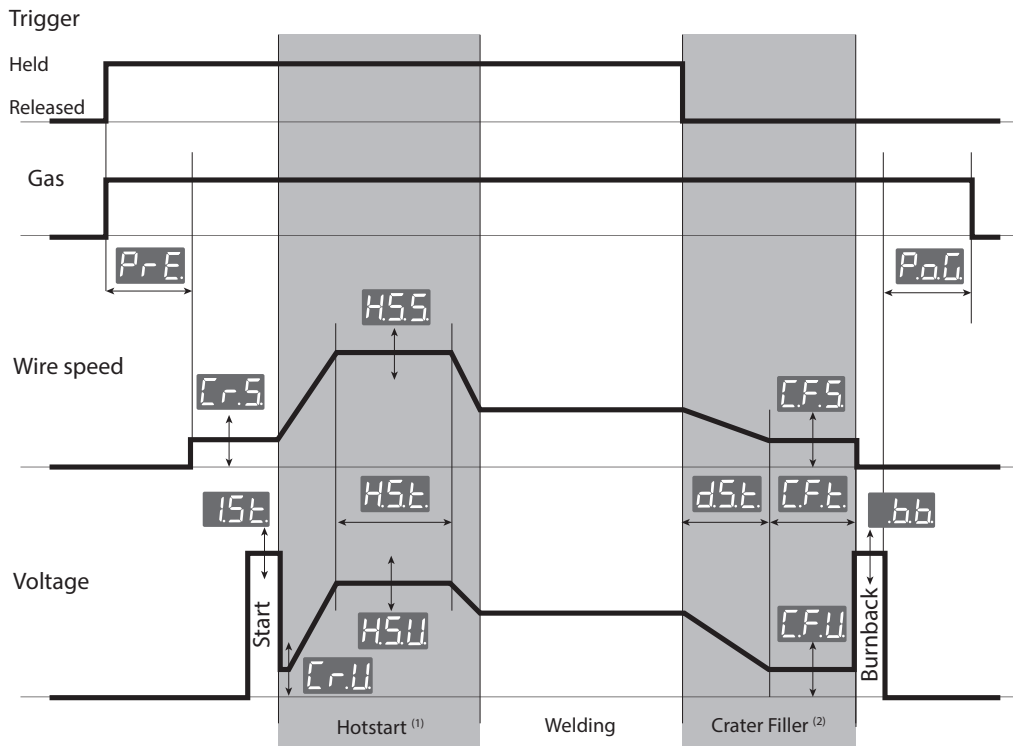 Trigger
Held
Released
Gas
PrE.
P.o.G.
H.S.S.
Wire speed
Cr.S.
C.F.S.
I.St.
H.S.t.
d.S.t.
C.F.t.
.b.b.
Voltage
Start
H.S.U.
C.F.U.
Burnback
Cr.U.
Hotstart (1)
Welding
Crater Filler (2)